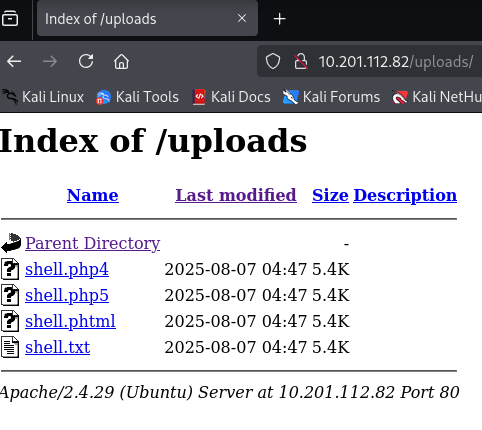 Index of /uploads
10.201.112.82/uploads/
Kali Linux Kali Tools Kali Docs Kali Forums Kali NetHu
Index of /uploads
Name Last modified Size Description
Parent Directory -
shell.php4 2025-08-07 04:47 5.4K
shell.php5 2025-08-07 04:47 5.4K
shell.phtml 2025-08-07 04:47 5.4K
shell.txt 2025-08-07 04:47 5.4K
Apache/2.4.29 (Ubuntu) Server at 10.201.112.82 Port 80